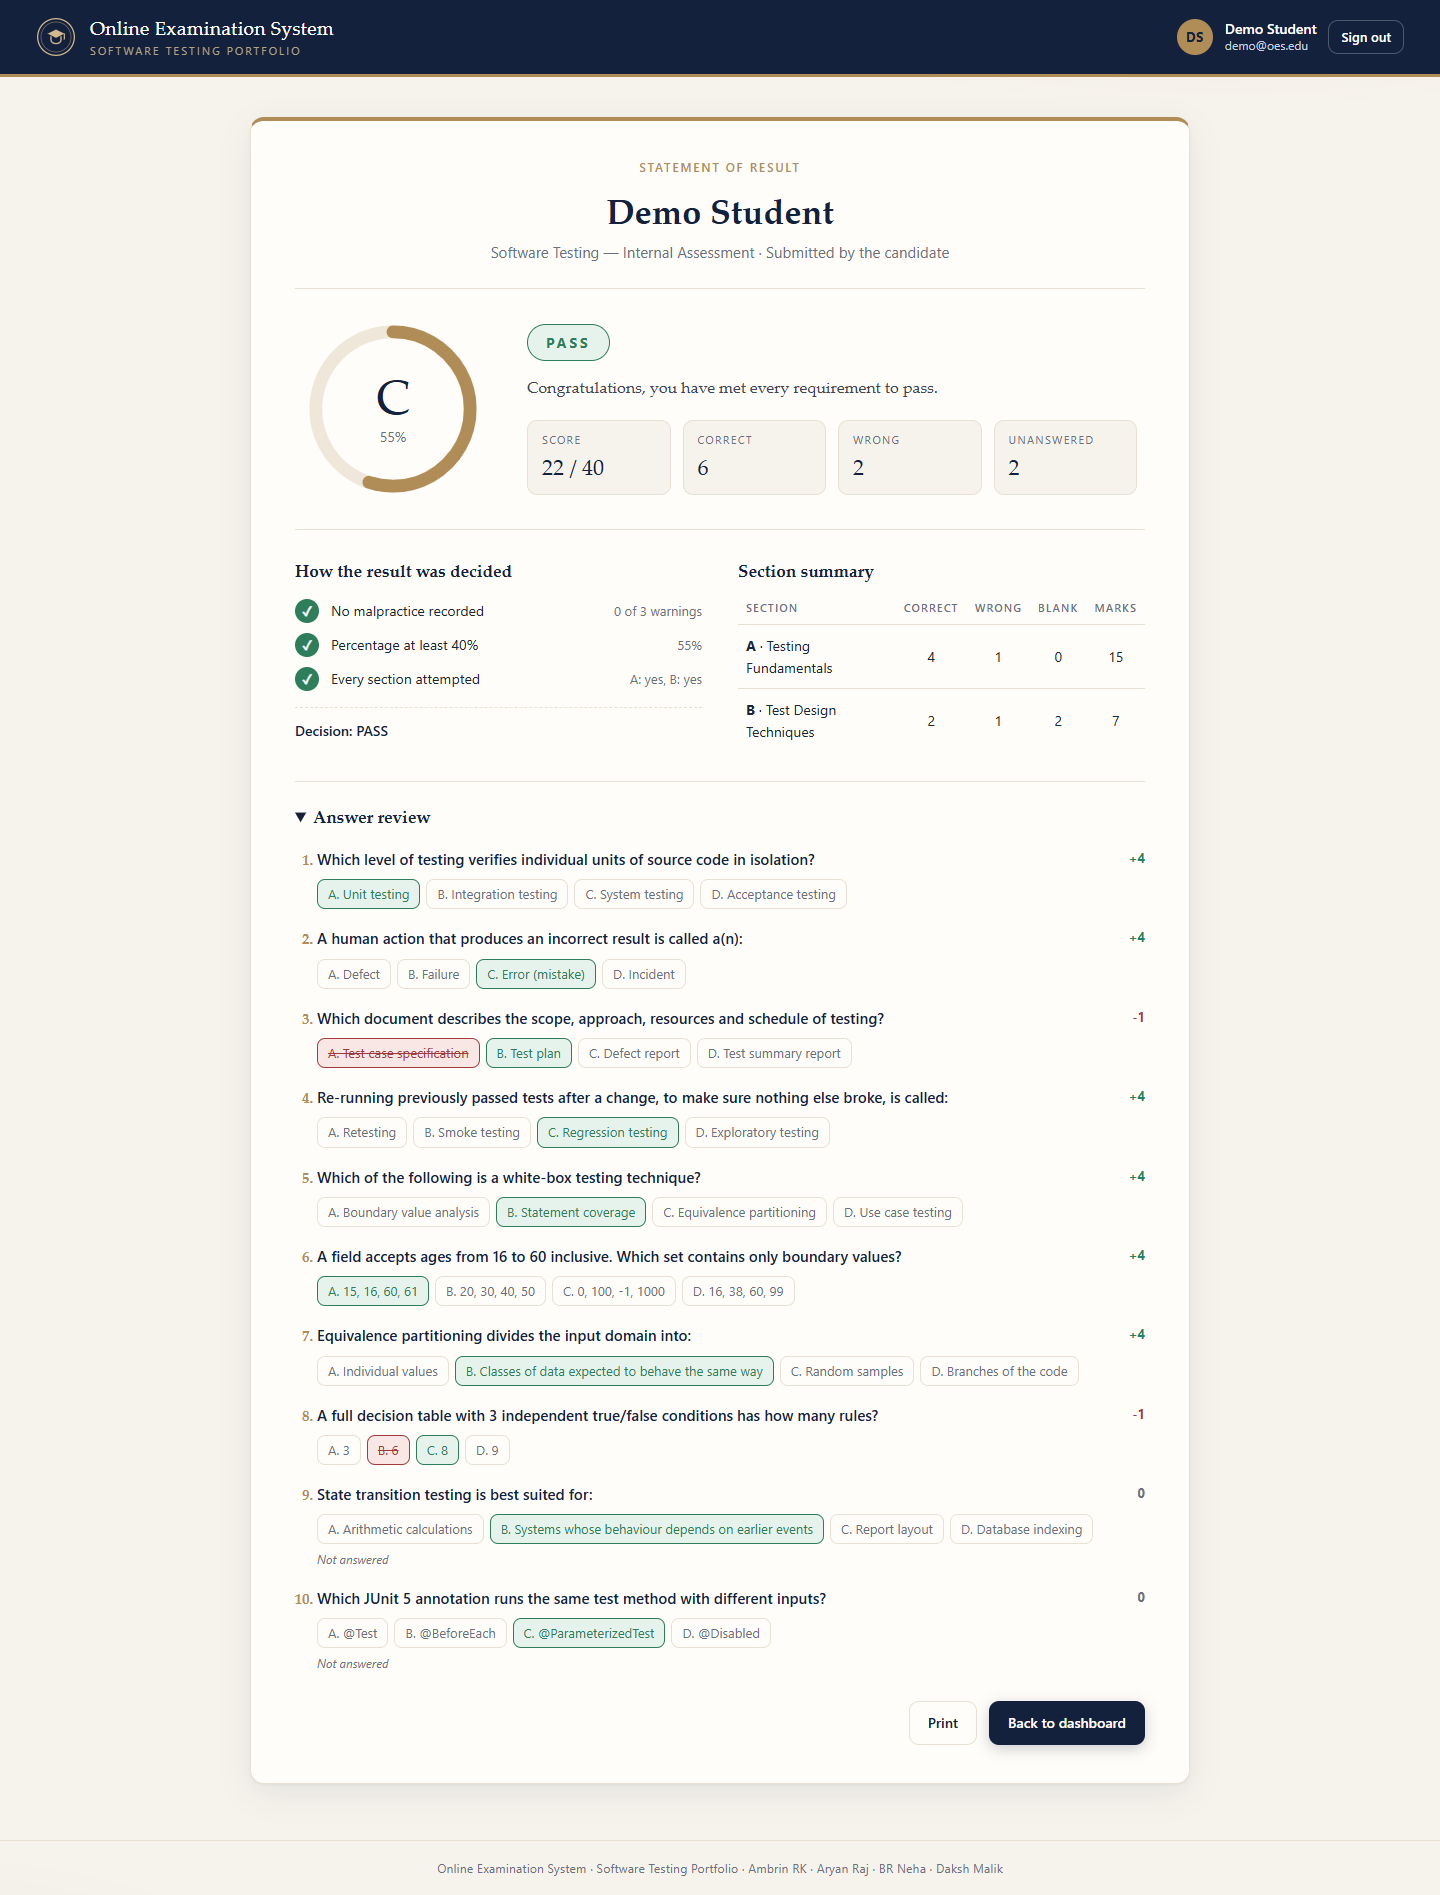 Online Examination System
SOFTWARE TESTING PORTFOLIO
DS
Demo Student
demo@oes.edu
Sign out
STATEMENT OF RESULT
Demo Student
Software Testing — Internal Assessment · Submitted by the candidate
C
55%
PASS
Congratulations, you have met every requirement to pass.
SCORE
22 / 40
CORRECT
6
WRONG
2
UNANSWERED
2
How the result was decided
No malpractice recorded 0 of 3 warnings
Percentage at least 40% 55%
Every section attempted A: yes, B: yes
Decision: PASS
Section summary
SECTION CORRECT WRONG BLANK MARKS
A · Testing
Fundamentals
4 1 0 15
B · Test Design
Techniques
2 1 2 7
Answer review
1. Which level of testing verifies individual units of source code in isolation? +4
A. Unit testing B. Integration testing C. System testing D. Acceptance testing
2. A human action that produces an incorrect result is called a(n): +4
A. Defect B. Failure C. Error (mistake) D. Incident
3. Which document describes the scope, approach, resources and schedule of testing? -1
A. Test case specification B. Test plan C. Defect report D. Test summary report
4. Re-running previously passed tests after a change, to make sure nothing else broke, is called: +4
A. Retesting B. Smoke testing C. Regression testing D. Exploratory testing
5. Which of the following is a white-box testing technique? +4
A. Boundary value analysis B. Statement coverage C. Equivalence partitioning D. Use case testing
6. A field accepts ages from 16 to 60 inclusive. Which set contains only boundary values? +4
A. 15, 16, 60, 61 B. 20, 30, 40, 50 C. 0, 100, -1, 1000 D. 16, 38, 60, 99
7. Equivalence partitioning divides the input domain into: +4
A. Individual values B. Classes of data expected to behave the same way C. Random samples D. Branches of the code
8. A full decision table with 3 independent true/false conditions has how many rules? -1
A. 3 B. 6 C. 8 D. 9
9. State transition testing is best suited for: 0
A. Arithmetic calculations B. Systems whose behaviour depends on earlier events C. Report layout D. Database indexing
Not answered
10. Which JUnit 5 annotation runs the same test method with different inputs? 0
A. @Test B. @BeforeEach C. @ParameterizedTest D. @Disabled
Not answered
Print
Back to dashboard
Online Examination System · Software Testing Portfolio · Ambrin RK · Aryan Raj · BR Neha · Daksh Malik